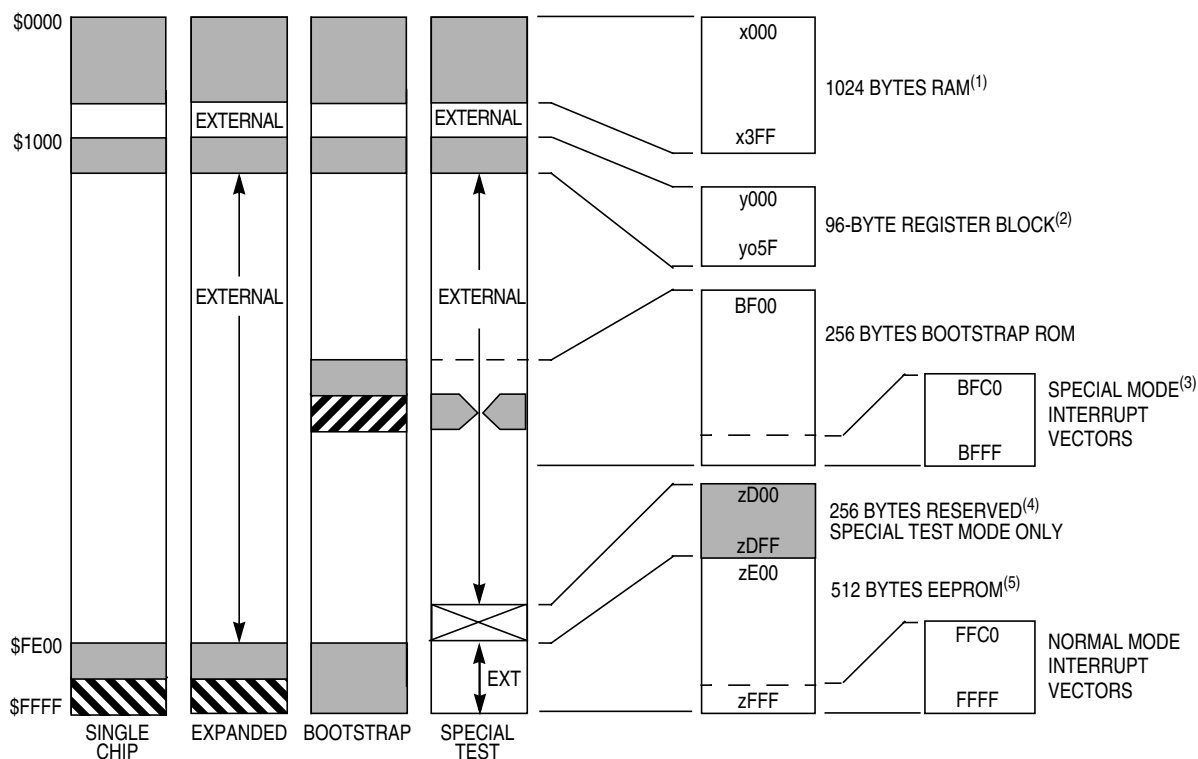 $0000
$1000
$FE00
$FFFF
EXTERNAL
EXTERNAL
EXTERNAL
EXTERNAL
EXT
SINGLE
CHIP
EXPANDED
BOOTSTRAP
SPECIAL
TEST
x000
x3FF
1024 BYTES RAM(1)
y000
yo5F
96-BYTE REGISTER BLOCK(2)
BF00
256 BYTES BOOTSTRAP ROM
BFC0
BFFF
SPECIAL MODE(3)
INTERRUPT
VECTORS
zD00
zDFF
256 BYTES RESERVED(4)
SPECIAL TEST MODE ONLY
zE00
zFFF
512 BYTES EEPROM(5)
FFC0
FFFF
NORMAL MODE
INTERRUPT
VECTORS